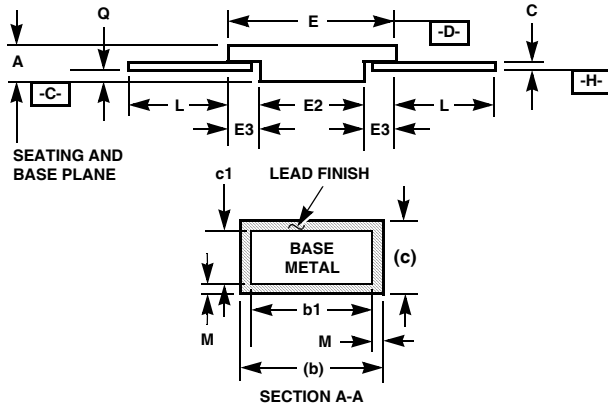 Q
E
C
-D-
A
-C-
-H-
L
E2
L
E3
E3
SEATING AND
BASE PLANE
c1
LEAD FINISH
BASE
METAL
(c)
b1
M
M
(b)
SECTION A-A